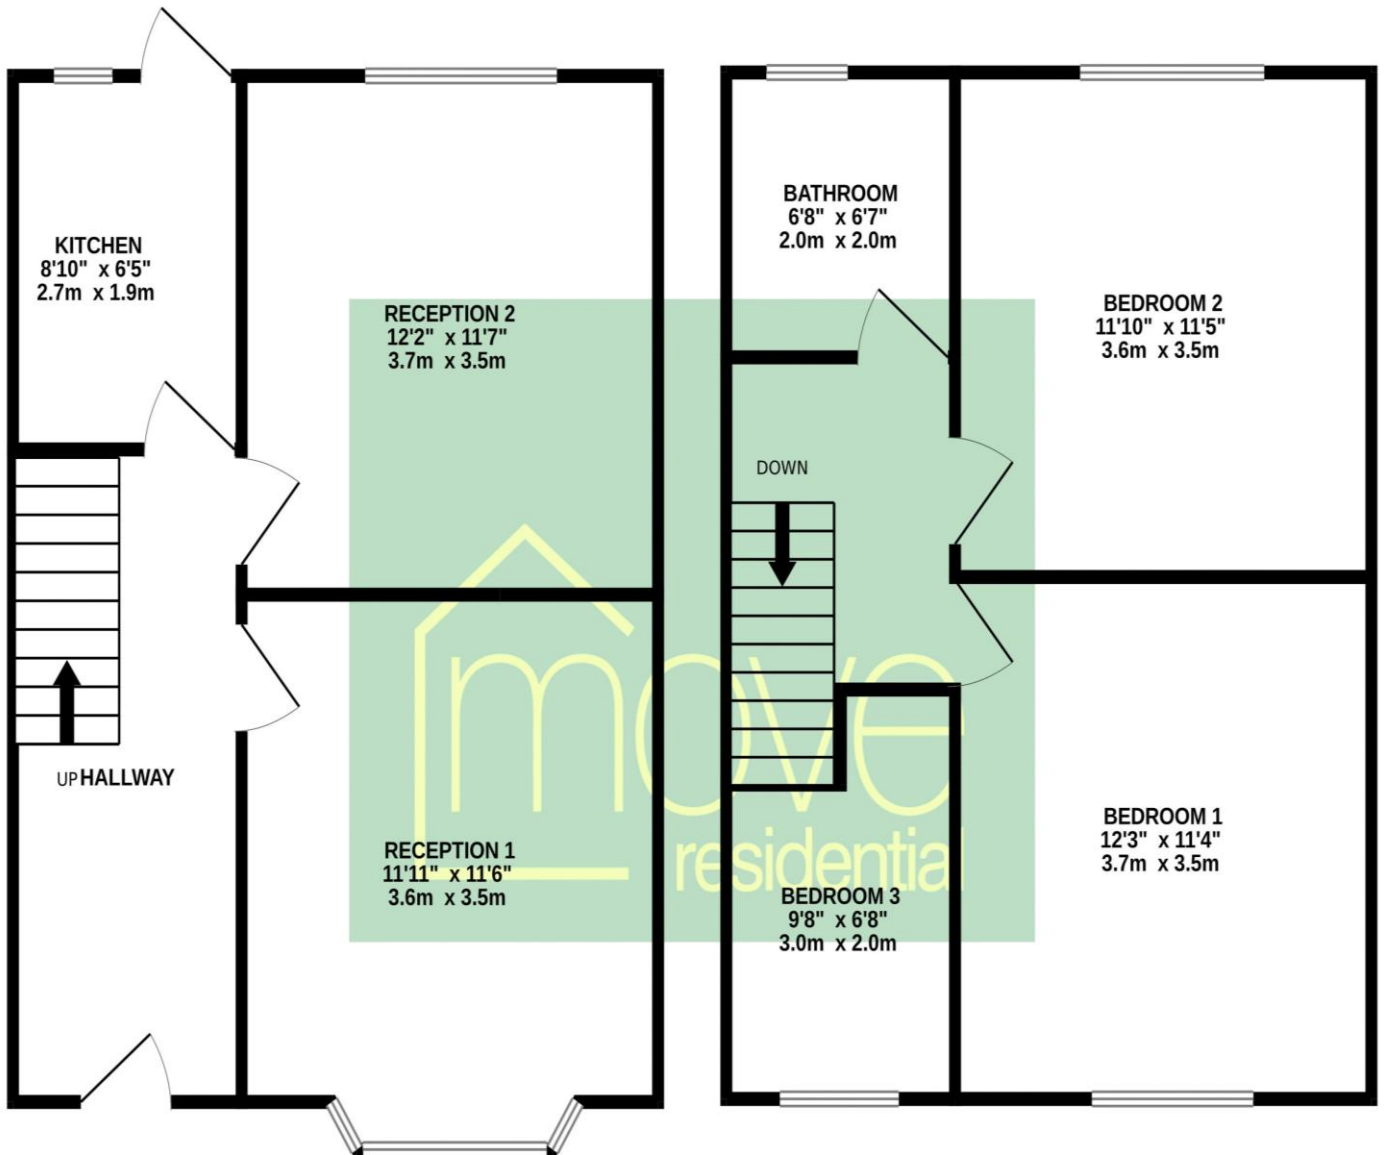 KITCHEN
8'10" x 6'5"
2.7m x 1.9m
RECEPTION 2
12'2" x 11'7"
3.7m x 3.5m
UP HALLWAY
RECEPTION 1
11'11" x 11'6"
3.6m x 3.5m
BATHROOM
6'8" x 6'7"
2.0m x 2.0m
BEDROOM 2
11'10" x 11'5"
3.6m x 3.5m
DOWN
BEDROOM 1
12'3" x 11'4"
3.7m x 3.5m
BEDROOM 3
9'8" x 6'8"
3.0m x 2.0m
move
residential